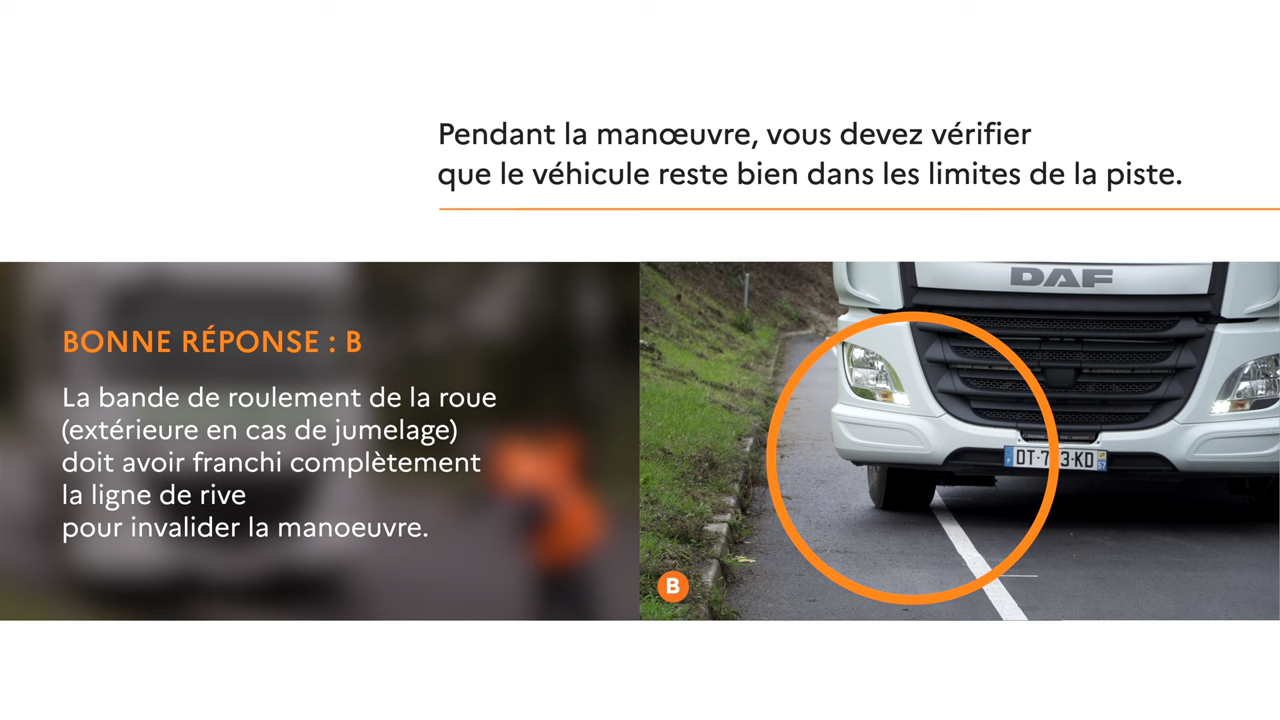 Pendant la manœuvre, vous devez vérifier
que le véhicule reste bien dans les limites de la piste.
BONNE RÉPONSE : B
La bande de roulement de la roue
(extérieure en cas de jumelage)
doit avoir franchi complètement
la ligne de rive
pour invalider la manoeuvre.
DAF
B